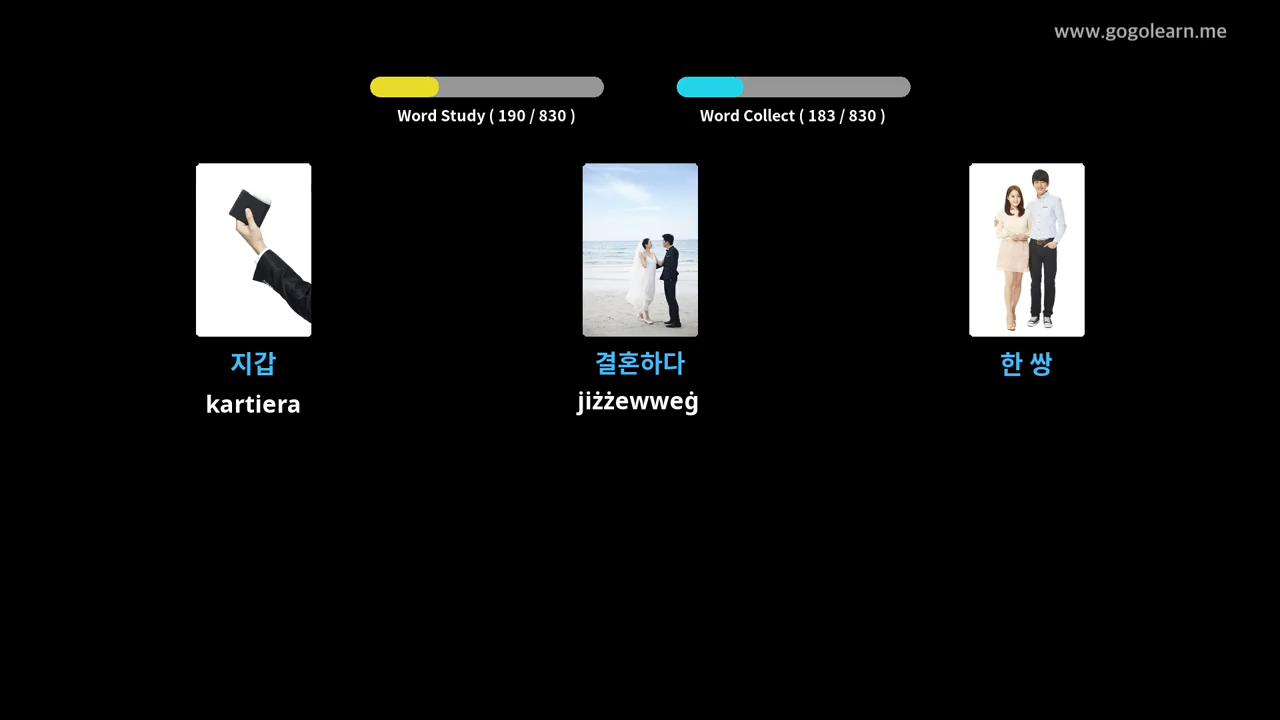 www.gogolearn.me
Word Study ( 190 / 830 )
Word Collect ( 183 / 830 )
지갑
결혼하다
한 쌍
kartiera
jiżżewweġ